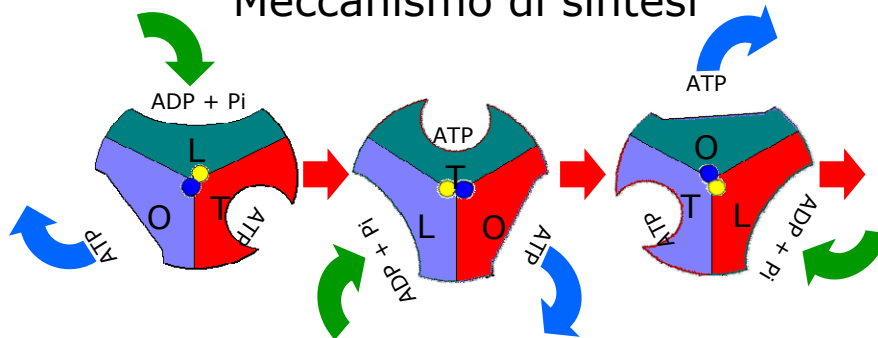 Meccanismo di sintesi
ADP + Pi
L
O
T
ATP
ATP
ATP
T
L
O
ADP + Pi
ATP
ATP
O
T
L
ATP
ADP + Pi